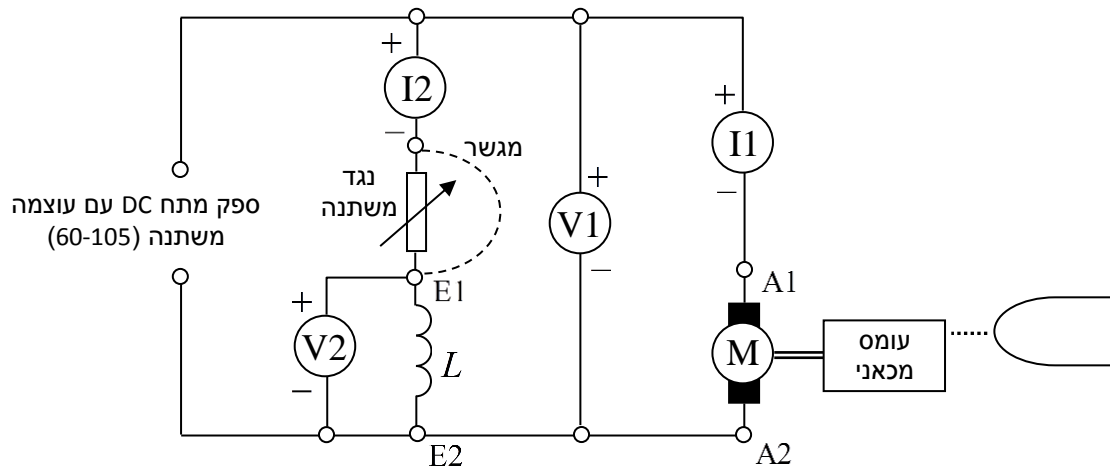 +
I2
−
מגשר
נגד
משתנה
ספק מתח DC עם עוצמה
משתנה (60-105)
+
V1
−
+
I1
−
E1
A1
+
V2
−
L
M
עומס
מכאני
E2
A2